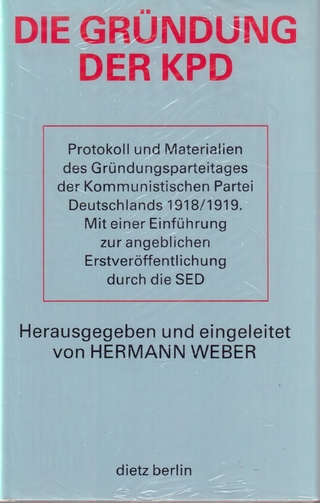 DIE GRÜNDUNG
DER KPD
Protokoll und Materialien
des Gründungsparteitages
der Kommunistischen Partei
Deutschlands 1918/1919.
Mit einer Einführung
zur angeblichen
Erstveröffentlichung
durch die SED
Herausgegeben und eingeleitet
von HERMANN WEBER
dietz berlin